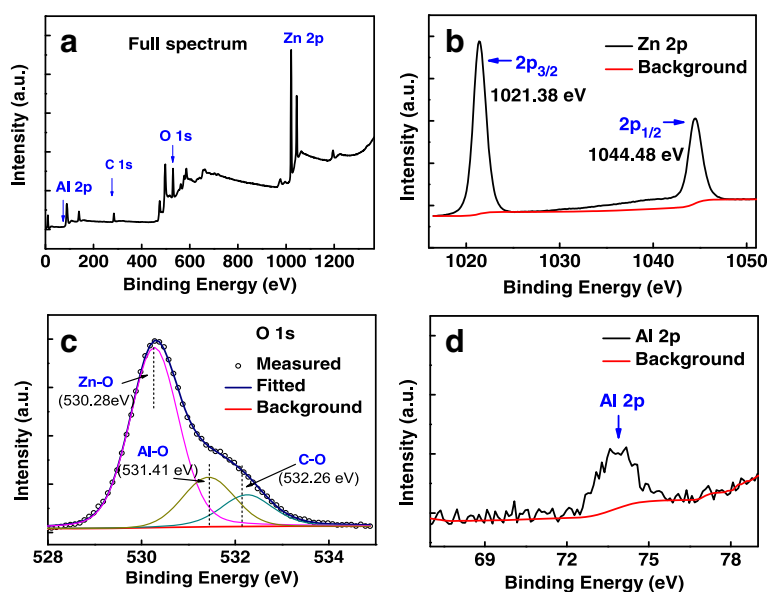 a
Full spectrum
Zn 2p
O 1s
C 1s
Al 2p
Intensity (a.u.)
0 200 400 600 800 1000 1200
Binding Energy (eV)
b
Zn 2p
Background
2p3/2
1021.38 eV
2p1/2
1044.48 eV
Intensity (a.u.)
1020 1030 1040 1050
Binding Energy (eV)
c
O 1s
Measured
Fitted
Background
Zn-O
(530.28eV)
Al-O
(531.41 eV)
C-O
(532.26 eV)
Intensity (a.u.)
528 530 532 534
Binding Energy (eV)
d
Al 2p
Background
Al 2p
Intensity (a.u.)
69 72 75 78
Binding Energy (eV)